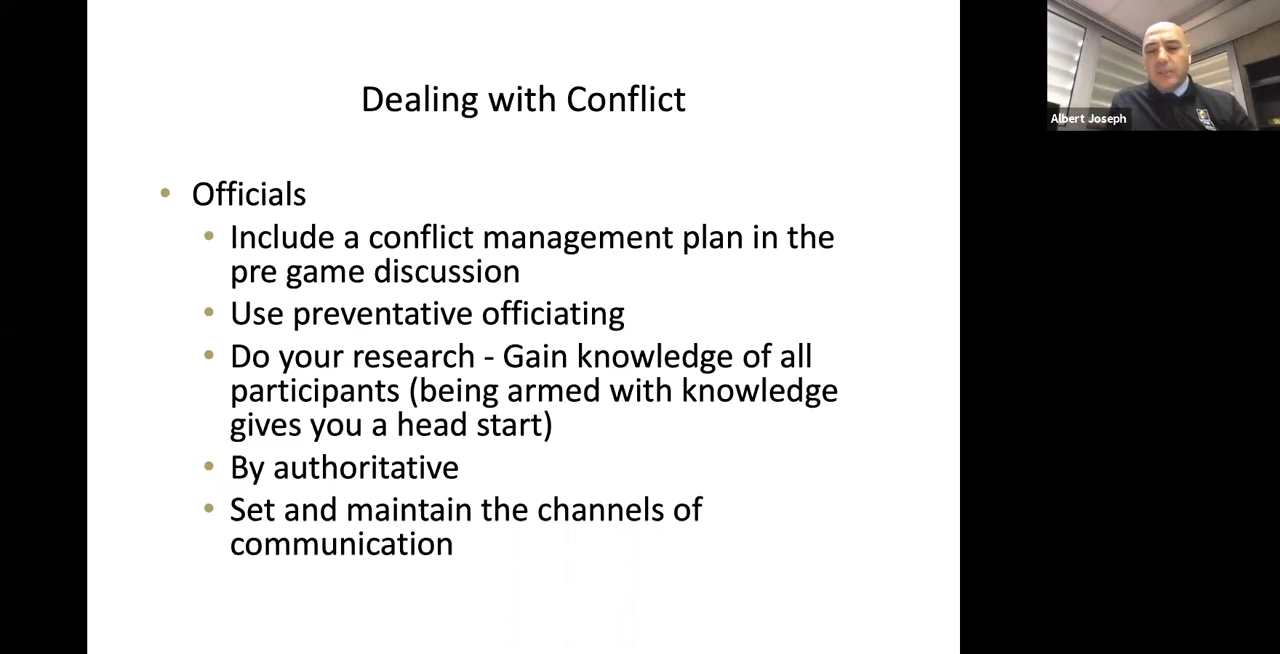 Dealing with Conflict
Albert Joseph
• Officials
• Include a conflict management plan in the
pre game discussion
• Use preventative officiating
• Do your research - Gain knowledge of all
participants (being armed with knowledge
gives you a head start)
• By authoritative
• Set and maintain the channels of
communication